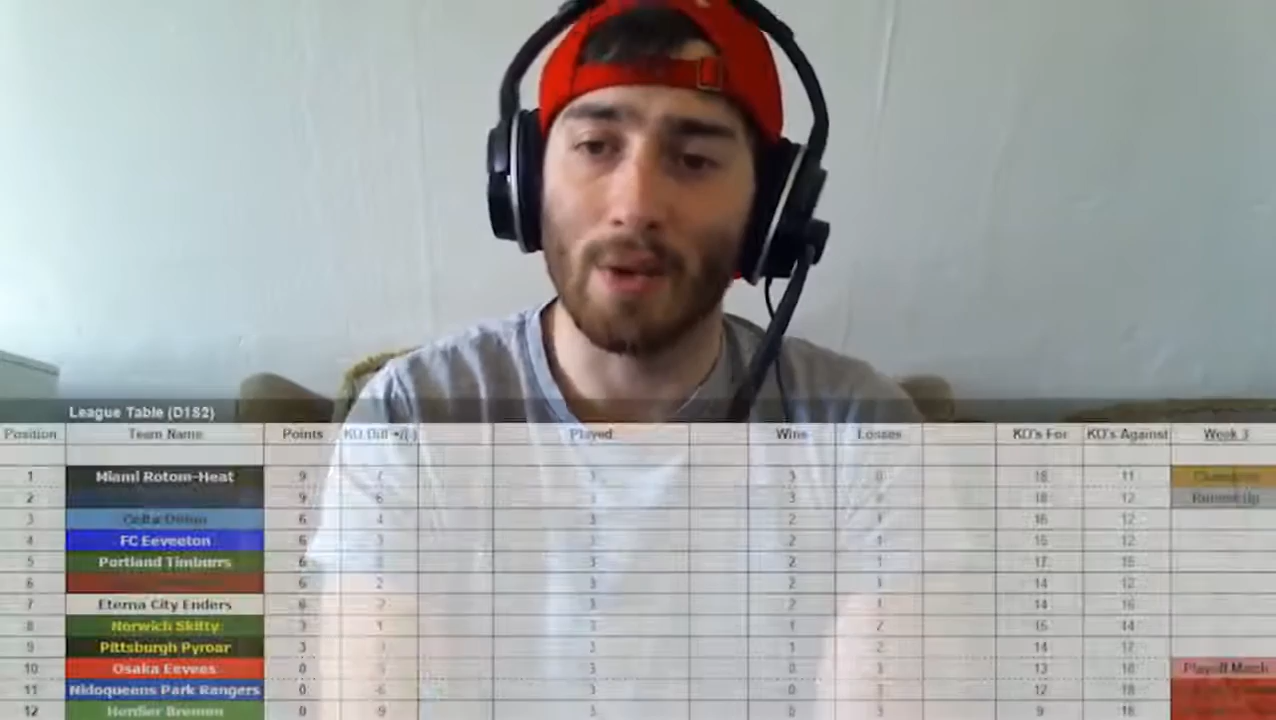 League Table (D1S2)
Position Team Name Points KO Diff +/(-) Played Wins Losses KO's For KO's Against Week 3
1 Miami Rotom-Heat 9 7 3 3 0 18 11 Champion
2 9 6 3 3 18 12 Runner Up
3 6 4 3 2 1 16 12
4 FC Eeveeton 6 3 3 2 1 15 12
5 Portland Timburrs 6 3 2 1 17 15
6 6 2 3 2 1 14 12
7 Eterna City Enders 6 2 3 2 1 14 16
8 Norwich Skitty 3 1 3 1 2 15 14
9 Pittsburgh Pyroar 3 3 1 2 14
10 Osaka Eevees 0 3 0 3 13 18 Playoff Match
11 Nidoqueens Park Rangers 0 -6 3 0 3 12 18
12 Herdier Bremen 0 -9 3 0 3 9 18